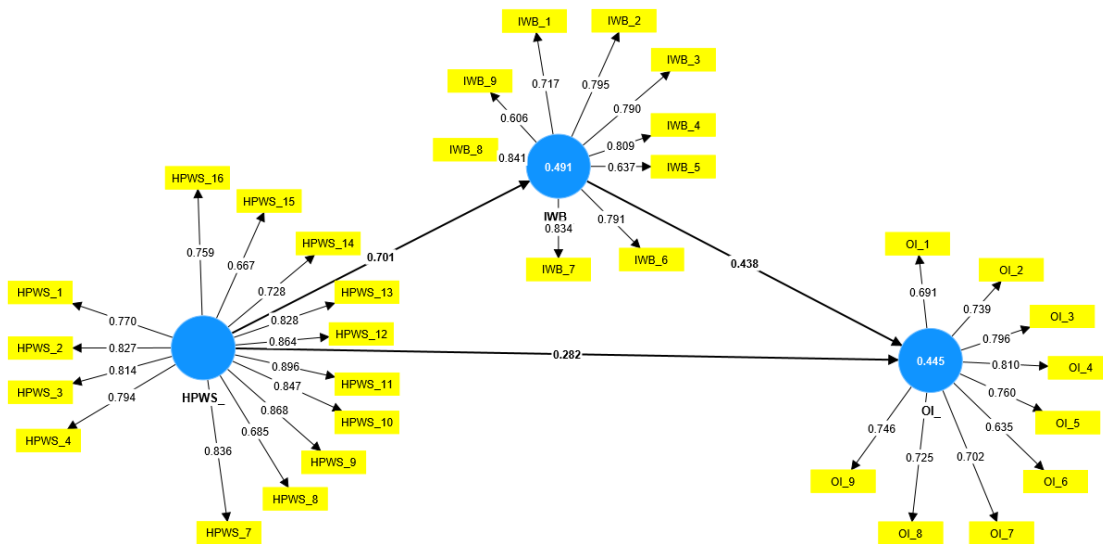 IWB_1
IWB_2
IWB_3
IWB_9
0.717
0.795
0.790
0.606
IWB_4
0.809
IWB_8
0.841
0.491
0.637
IWB_5
HPWS_16
HPWS_15
0.791
IWB
0.834
HPWS_14
0.759
0.667
0.701
IWB_7
IWB_6
0.438
OI_1
OI_2
HPWS_1
0.728
HPWS_13
0.691
0.739
OI_3
0.770
0.828
HPWS_12
0.796
HPWS_2
0.827
0.864
0.282
0.445
0.810
OI_4
HPWS_3
0.814
0.896
HPWS_11
0.760
0.794
HPWS_
0.847
HPWS_10
OI_
OI_5
HPWS_4
0.868
0.746
0.635
0.836
0.685
HPWS_9
0.725
0.702
OI_9
OI_6
HPWS_8
HPWS_7
OI_8
OI_7